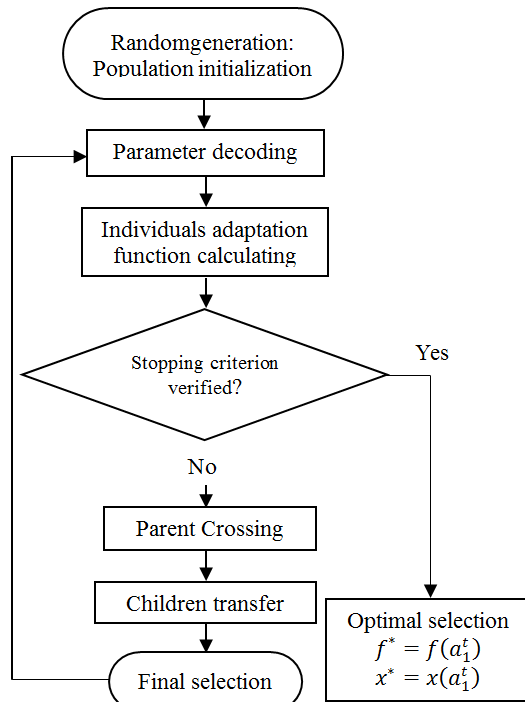 Randomgeneration:
Population initialization
Parameter decoding
Individuals adaptation
function calculating
Stopping criterion
verified?
Yes
No
Parent Crossing
Children transfer
Final selection
Optimal selection
𝑓* = 𝑓(𝑎₁ᵗ)
𝑥* = 𝑥(𝑎₁ᵗ)